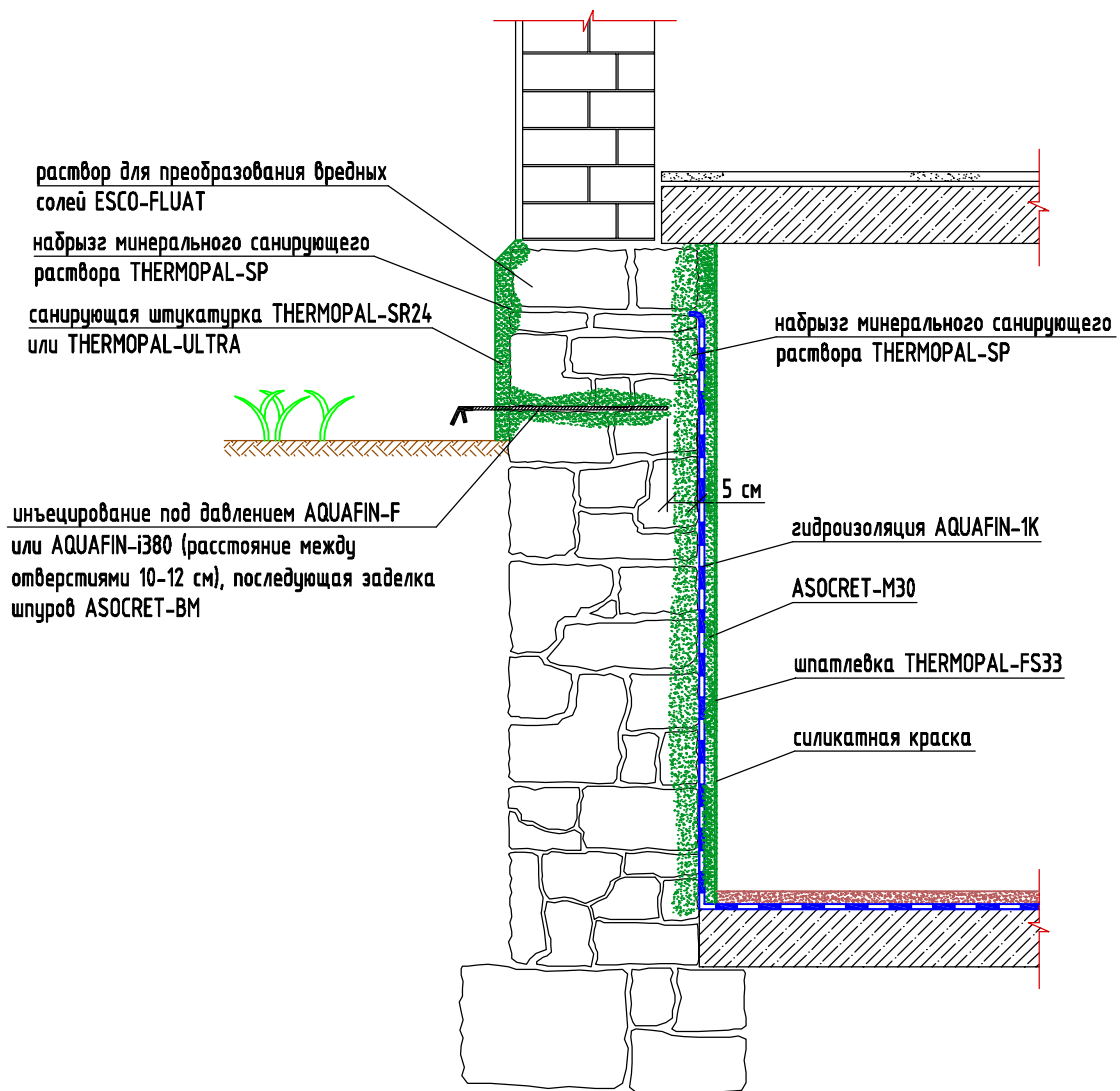 раствор для преобразования вредных
солей ESCO-FLUAT
набрызг минерального санирующего
раствора THERMOPAL-SP
санирующая штукатурка THERMOPAL-SR24
или THERMOPAL-ULTRA
набрызг минерального санирующего
раствора THERMOPAL-SP
5 см
инъецирование под давлением AQUAFIN-F
или AQUAFIN-i380 (расстояние между
отверстиями 10-12 см), последующая заделка
шпуров ASOCRET-BM
гидроизоляция AQUAFIN-1K
ASOCRET-M30
шпатлевка THERMOPAL-FS33
силикатная краска